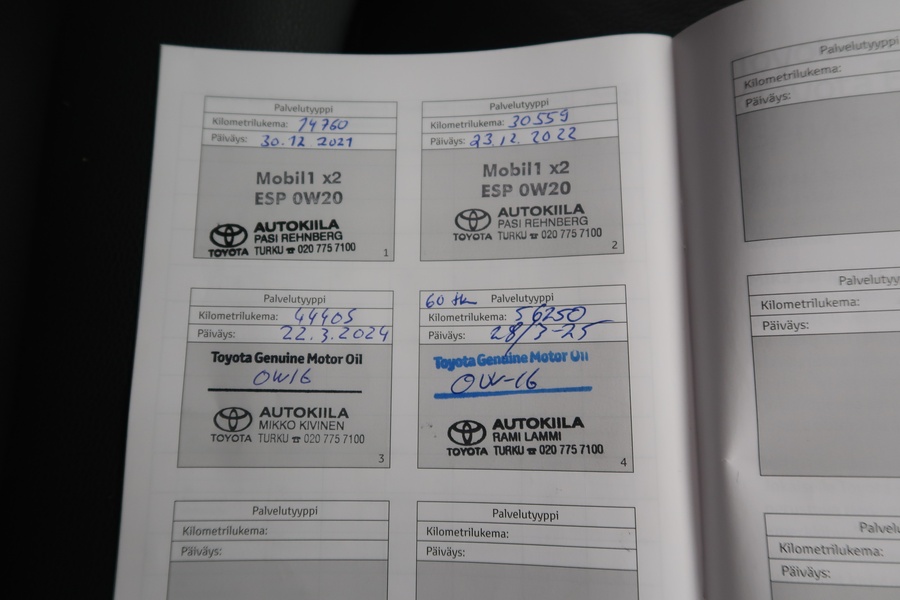 Palvelutyyppi
Kilometrilukema: 14760
Päiväys: 30.12 2021
Mobil1 x2
ESP 0W20
TOYOTA
AUTOKIILA
PASI REHNBERG
TURKU ☎ 020 775 7100
1
Palvelutyyppi
Kilometrilukema: 30559
Päiväys: 23.12. 2022
Mobil1 x2
ESP 0W20
TOYOTA
AUTOKIILA
PASI REHNBERG
TURKU ☎ 020 775 7100
2
Palvelutyyppi
Kilometrilukema: 44405
Päiväys: 22.3.2024
Toyota Genuine Motor Oil
0W16
TOYOTA
AUTOKIILA
MIKKO KIVINEN
TURKU ☎ 020 775 7100
3
60 tkm Palvelutyyppi
Kilometrilukema: 56250
Päiväys: 28/3-25
Toyota Genuine Motor Oil
0W-16
TOYOTA
AUTOKIILA
RAMI LAMMI
TURKU ☎ 020 775 7100
4
Palvelutyyppi
Kilometrilukema:
Päiväys:
Palvelutyyppi
Kilometrilukema:
Päiväys:
Palvelutyyppi
Kilometrilukema:
Päiväys:
Palvelutyy
Kilometrilukema:
Päiväys:
Palvelu
Kilometrilukema:
Päiväys: